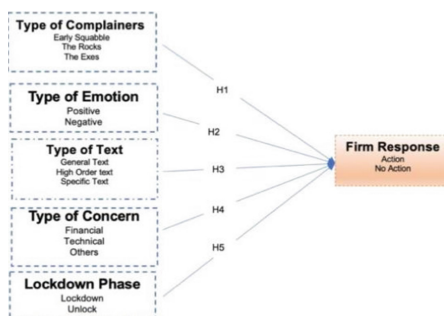 Type of Complainers
Early Squabble
The Rocks
The Exes
H1
Type of Emotion
Positive
Negative
H2
Type of Text
General Text
High Order text
Specific Text
H3
Firm Response
Action
No Action
Type of Concern
Financial
Technical
Others
H4
H5
Lockdown Phase
Lockdown
Unlock